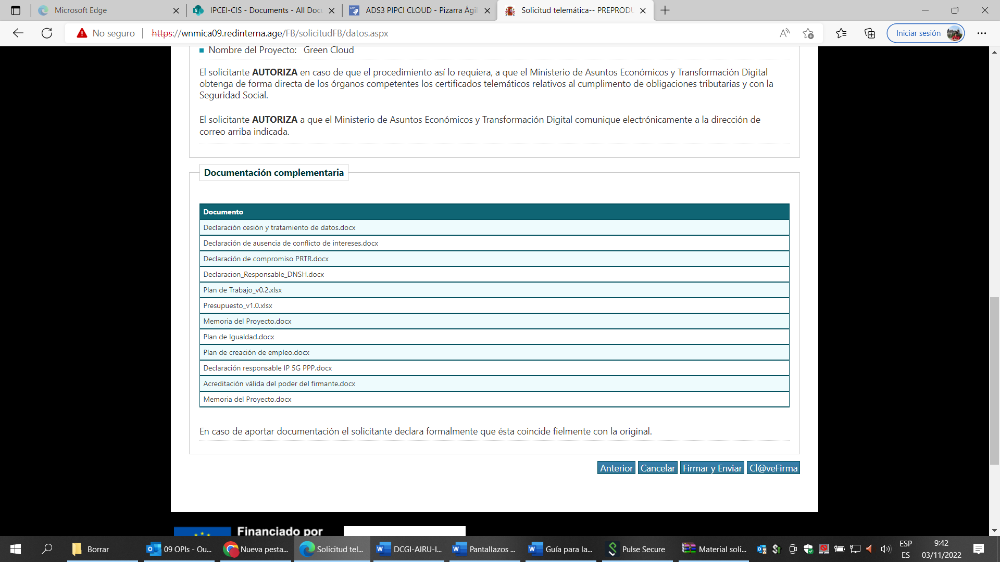 Microsoft Edge
IPCEI-CIS - Documents - All Docu
ADS3 PIPCI CLOUD - Pizarra Ágil
Solicitud telemática-- PREPRODU
No seguro
https://wnmica09.redinterna.age/FB/solicitudFB/datos.aspx
Iniciar sesión
Nombre del Proyecto: Green Cloud
El solicitante AUTORIZA en caso de que el procedimiento así lo requiera, a que el Ministerio de Asuntos Económicos y Transformación Digital
obtenga de forma directa de los órganos competentes los certificados telemáticos relativos al cumplimento de obligaciones tributarias y con la
Seguridad Social.
El solicitante AUTORIZA a que el Ministerio de Asuntos Económicos y Transformación Digital comunique electrónicamente a la dirección de
correo arriba indicada.
Documentación complementaria
Documento
Declaración cesión y tratamiento de datos.docx
Declaración de ausencia de conflicto de intereses.docx
Declaración de compromiso PRTR.docx
Declaracion_Responsable_DNSH.docx
Plan de Trabajo_v0.2.xlsx
Presupuesto_v1.0.xlsx
Memoria del Proyecto.docx
Plan de Igualdad.docx
Plan de creación de empleo.docx
Declaración responsable IP 5G PPP.docx
Acreditación válida del poder del firmante.docx
Memoria del Proyecto.docx
En caso de aportar documentación el solicitante declara formalmente que ésta coincide fielmente con la original.
Anterior Cancelar Firmar y Enviar Cl@veFirma
Financiado por
Borrar
09 OPIs - Ou...
Nueva pesta...
Solicitud tel...
DCGI-AIRU-I...
Pantallazos ...
Guía para la...
Pulse Secure
Material soli...
ESP
ES
9:42
03/11/2022